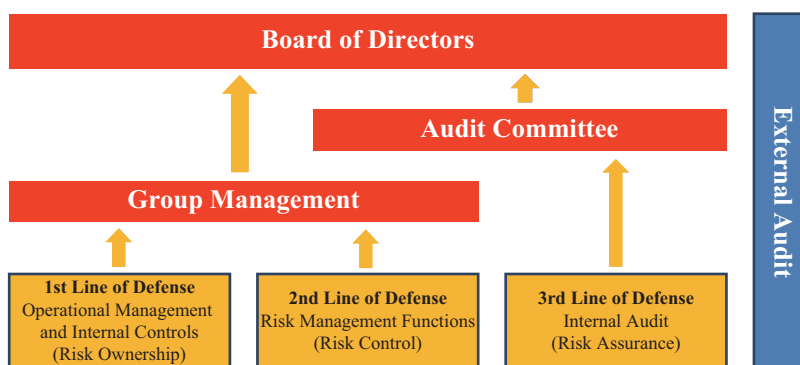 Board of Directors
Audit Committee
Group Management
1st Line of Defense
Operational Management
and Internal Controls
(Risk Ownership)
2nd Line of Defense
Risk Management Functions
(Risk Control)
3rd Line of Defense
Internal Audit
(Risk Assurance)
External Audit